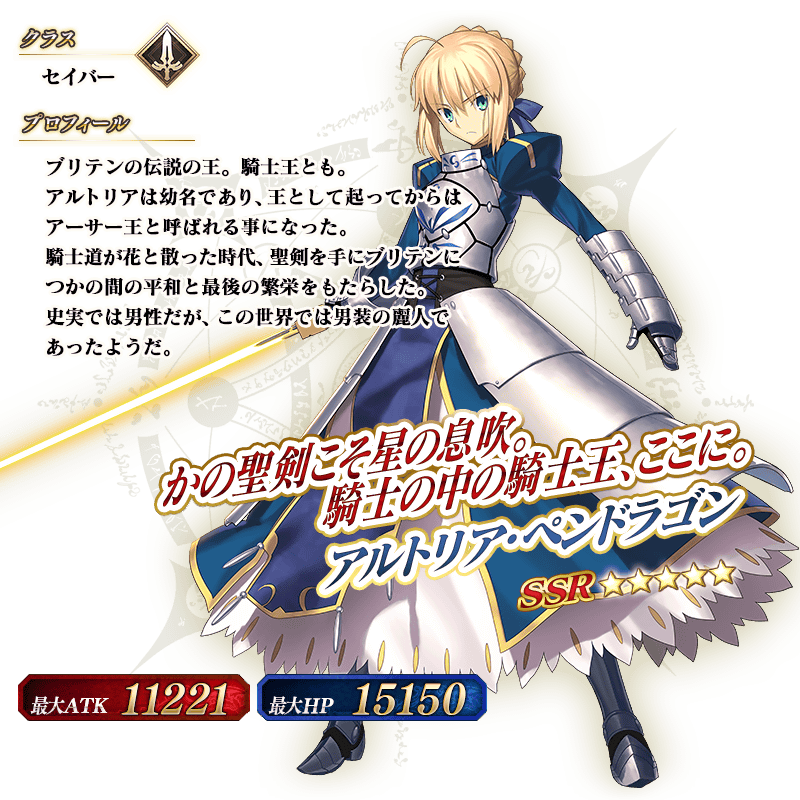 クラス
セイバー
プロフィール
ブリテンの伝説の王。騎士王とも。
アルトリアは幼名であり、王として起ってからは
アーサー王と呼ばれる事になった。
騎士道が花と散った時代、聖剣を手にブリテンに
つかの間の平和と最後の繁栄をもたらした。
史実では男性だが、この世界では男装の麗人で
あったようだ。
かの聖剣こそ星の息吹。
騎士の中の騎士王、ここに。
アルトリア・ペンドラゴン
SSR ★★★★★
最大ATK 11221
最大HP 15150